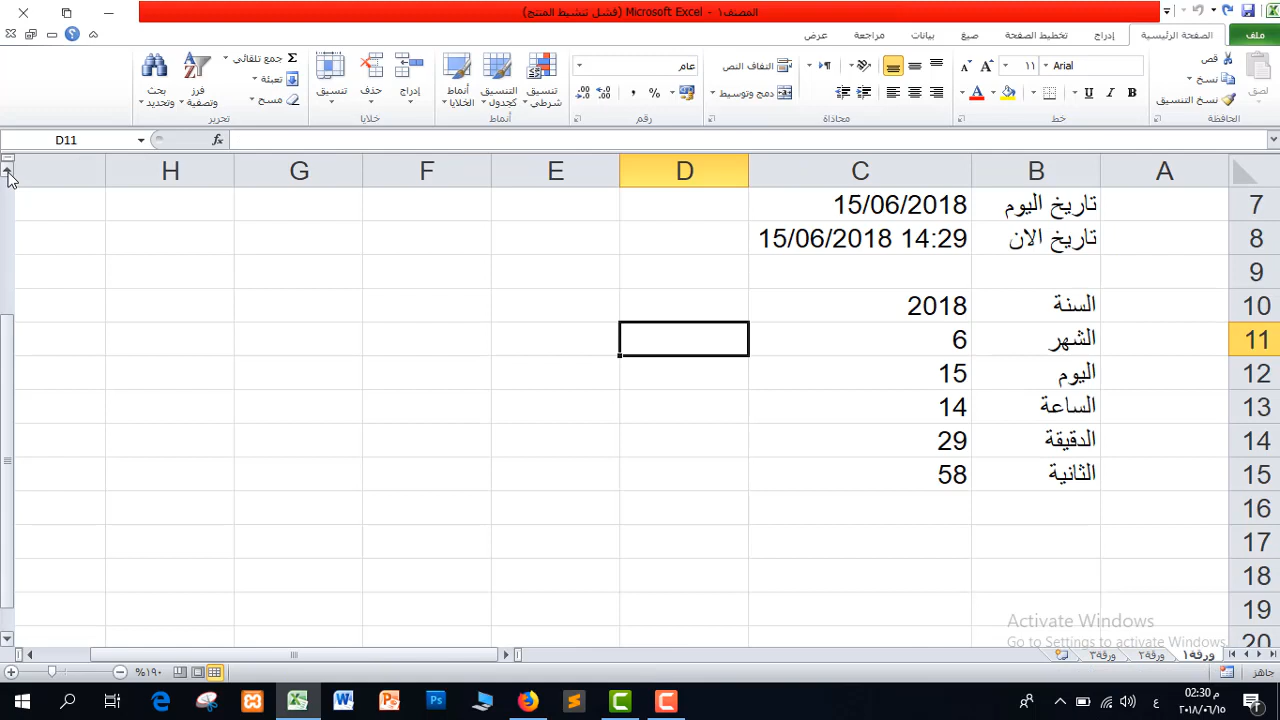 المصنف١ - Microsoft Excel (فشل تنشيط المنتج)
ملف
الصفحة الرئيسية
إدراج
تخطيط الصفحة
صيغ
بيانات
مراجعة
عرض
لصق
قص
نسخ
نسخ التنسيق
الحافظة
Arial
١١
A A
B I U
A
خط
التفاف النص
دمج وتوسيط
محاذاة
عام
%
رقم
تنسيق شرطي
التنسيق كجدول
أنماط الخلايا
أنماط
إدراج
حذف
تنسيق
خلايا
Σ جمع تلقائي
تعبئة
مسح
فرز وتصفية
بحث وتحديد
تحرير
D11
fx
A B C D E F G H
7 تاريخ اليوم 15/06/2018
8 تاريخ الان 15/06/2018 14:29
9
10 السنة 2018
11 الشهر 6
12 اليوم 15
13 الساعة 14
14 الدقيقة 29
15 الثانية 58
16
17
18
19
20
Activate Windows
Go to Settings to activate Windows.
ورقة١ ورقة٢ ورقة٣
جاهز
%١٩٠
ع
02:30 م
٢٠١٨/٠٦/١٥